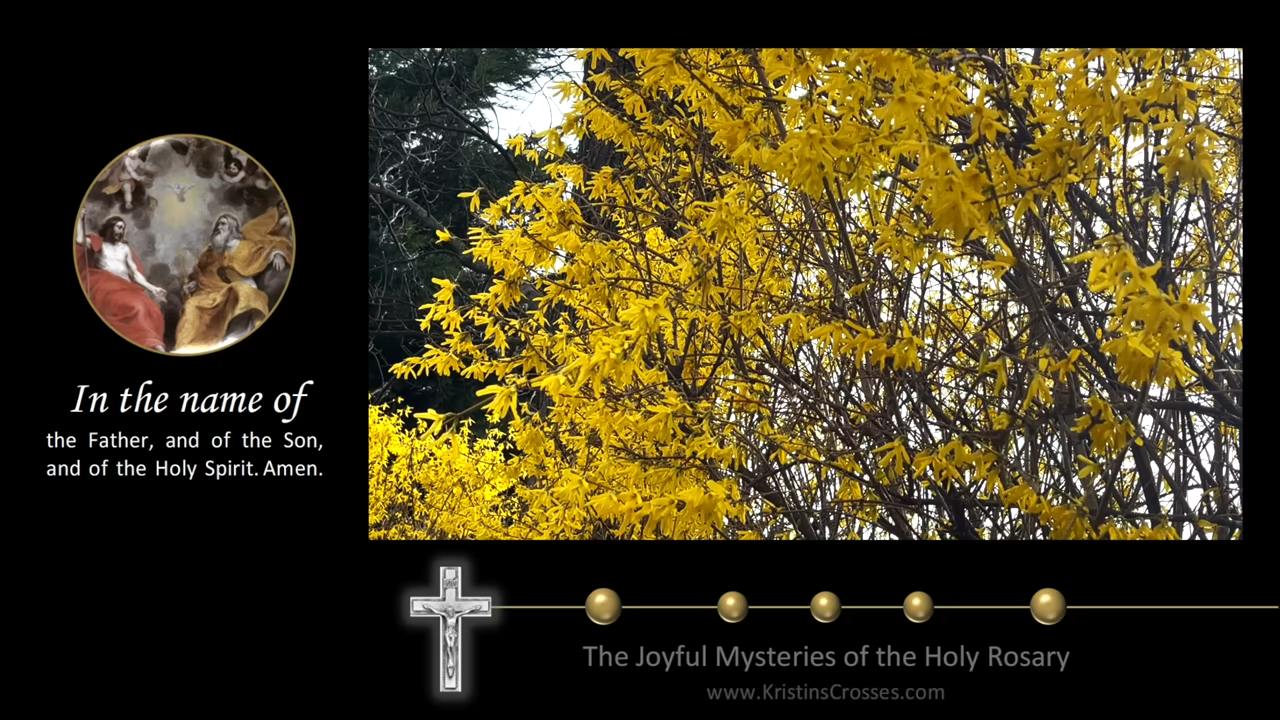 In the name of
the Father, and of the Son,
and of the Holy Spirit. Amen.
The Joyful Mysteries of the Holy Rosary
www.KristinsCrosses.com